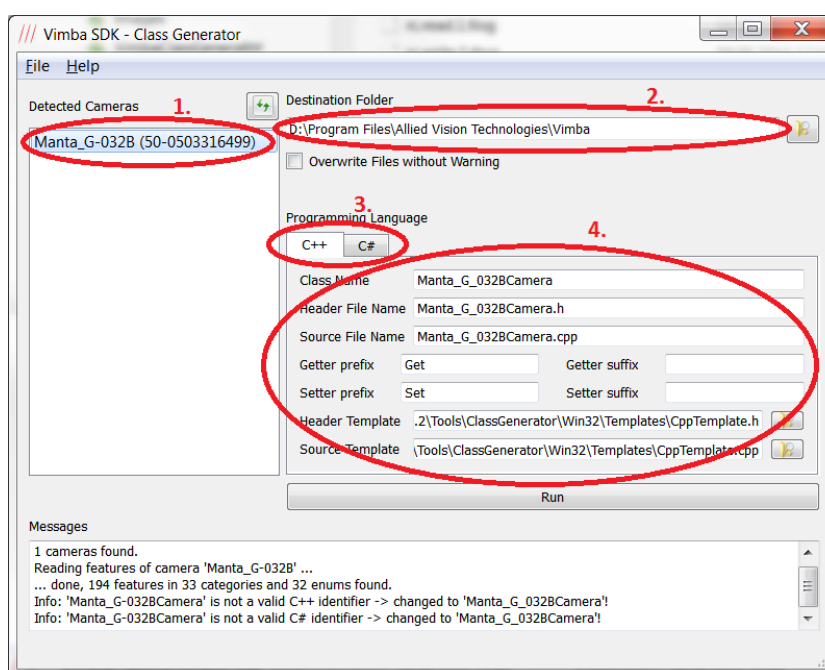 Vimba SDK - Class Generator
File Help
Detected Cameras
1.
Manta_G-032B (50-0503316499)
Destination Folder
2.
D:\Program Files\Allied Vision Technologies\Vimba
Overwrite Files without Warning
3.
Programming Language
C++ C#
4.
Class Name Manta_G_032BCamera
Header File Name Manta_G_032BCamera.h
Source File Name Manta_G_032BCamera.cpp
Getter prefix Get Getter suffix
Setter prefix Set Setter suffix
Header Template .2\Tools\ClassGenerator\Win32\Templates\CppTemplate.h
Source Template \Tools\ClassGenerator\Win32\Templates\CppTemplate.cpp
Run
Messages
1 cameras found.
Reading features of camera 'Manta_G-032B' ...
... done, 194 features in 33 categories and 32 enums found.
Info: 'Manta_G-032BCamera' is not a valid C++ identifier -> changed to 'Manta_G_032BCamera'!
Info: 'Manta_G-032BCamera' is not a valid C# identifier -> changed to 'Manta_G_032BCamera'!